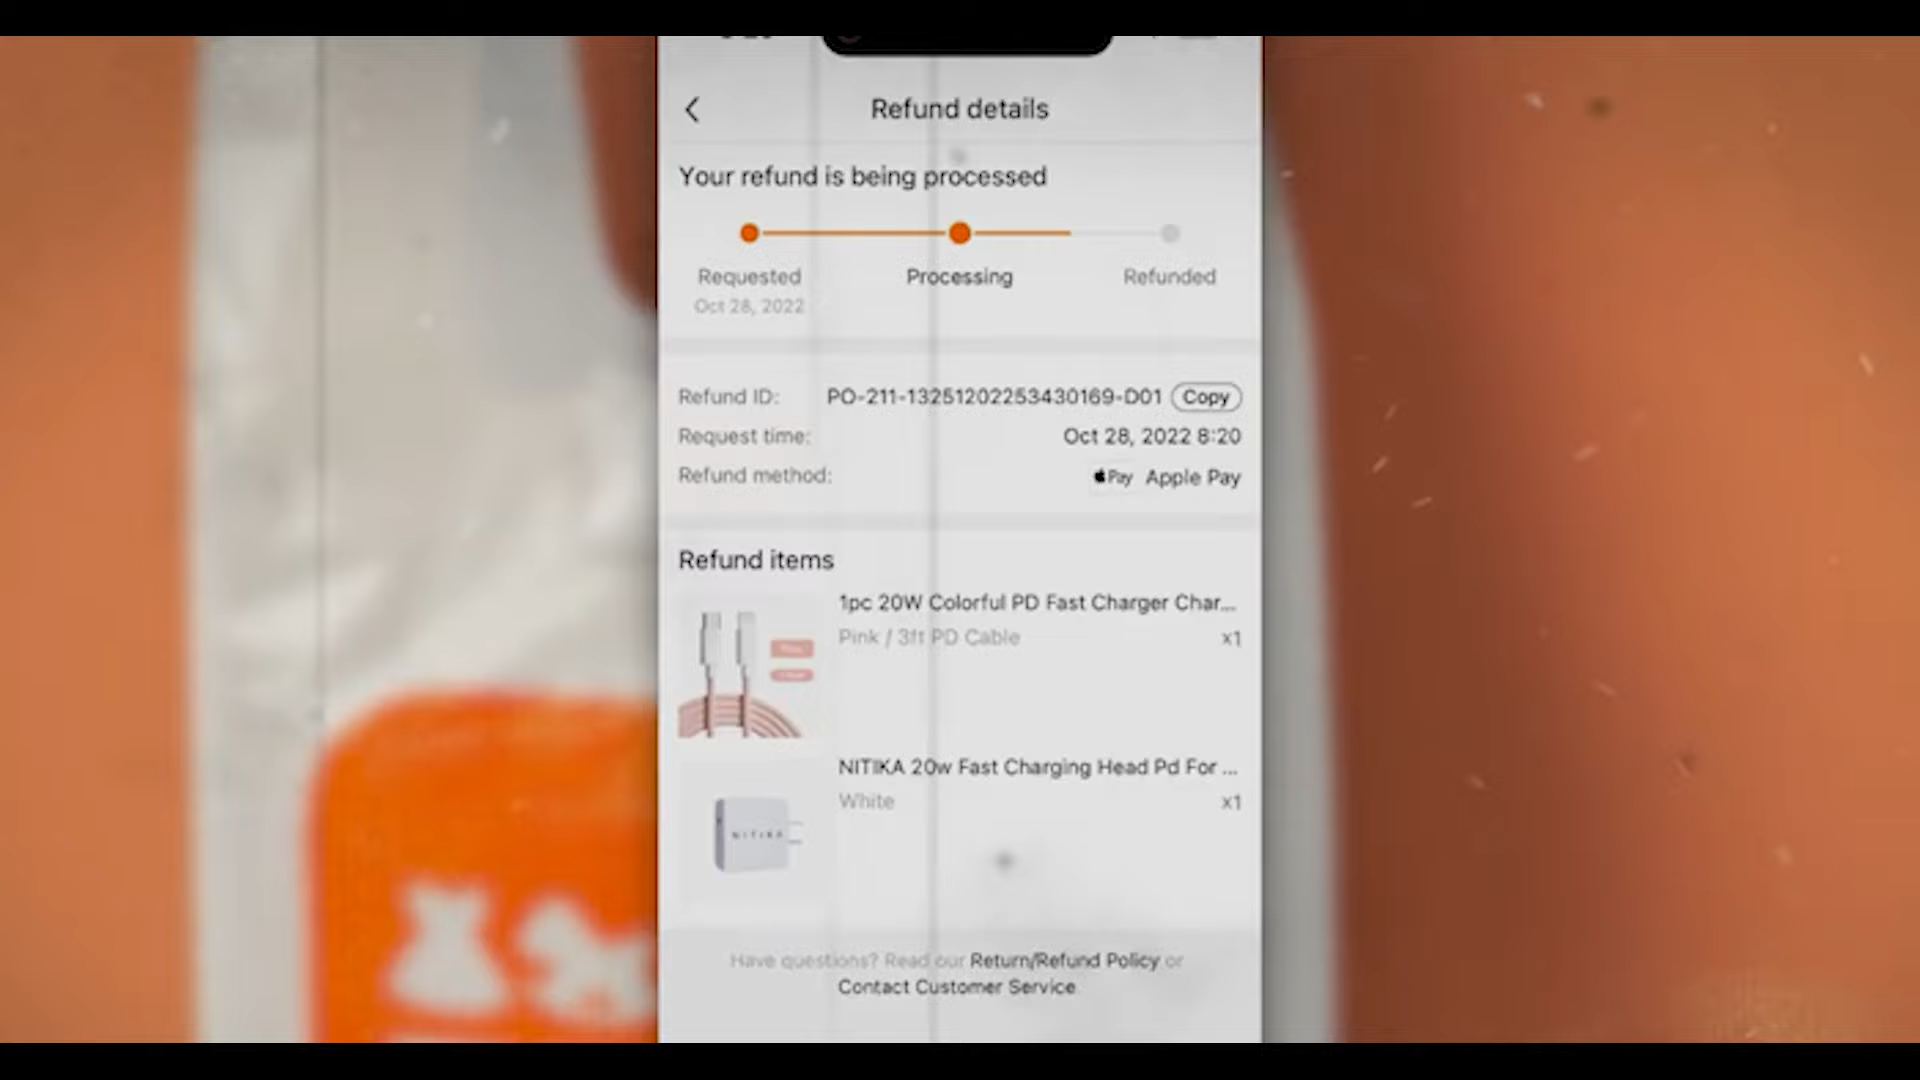 Refund details
Your refund is being processed
Requested Processing Refunded
Oct 28, 2022
Refund ID: PO-211-13251202253430169-D01 Copy
Request time: Oct 28, 2022 8:20
Refund method: Pay Apple Pay
Refund items
1pc 20W Colorful PD Fast Charger Char...
Pink / 3ft PD Cable x1
NITIKA 20w Fast Charging Head Pd For ...
White x1
NITIKA
Have questions? Read our Return/Refund Policy or
Contact Customer Service